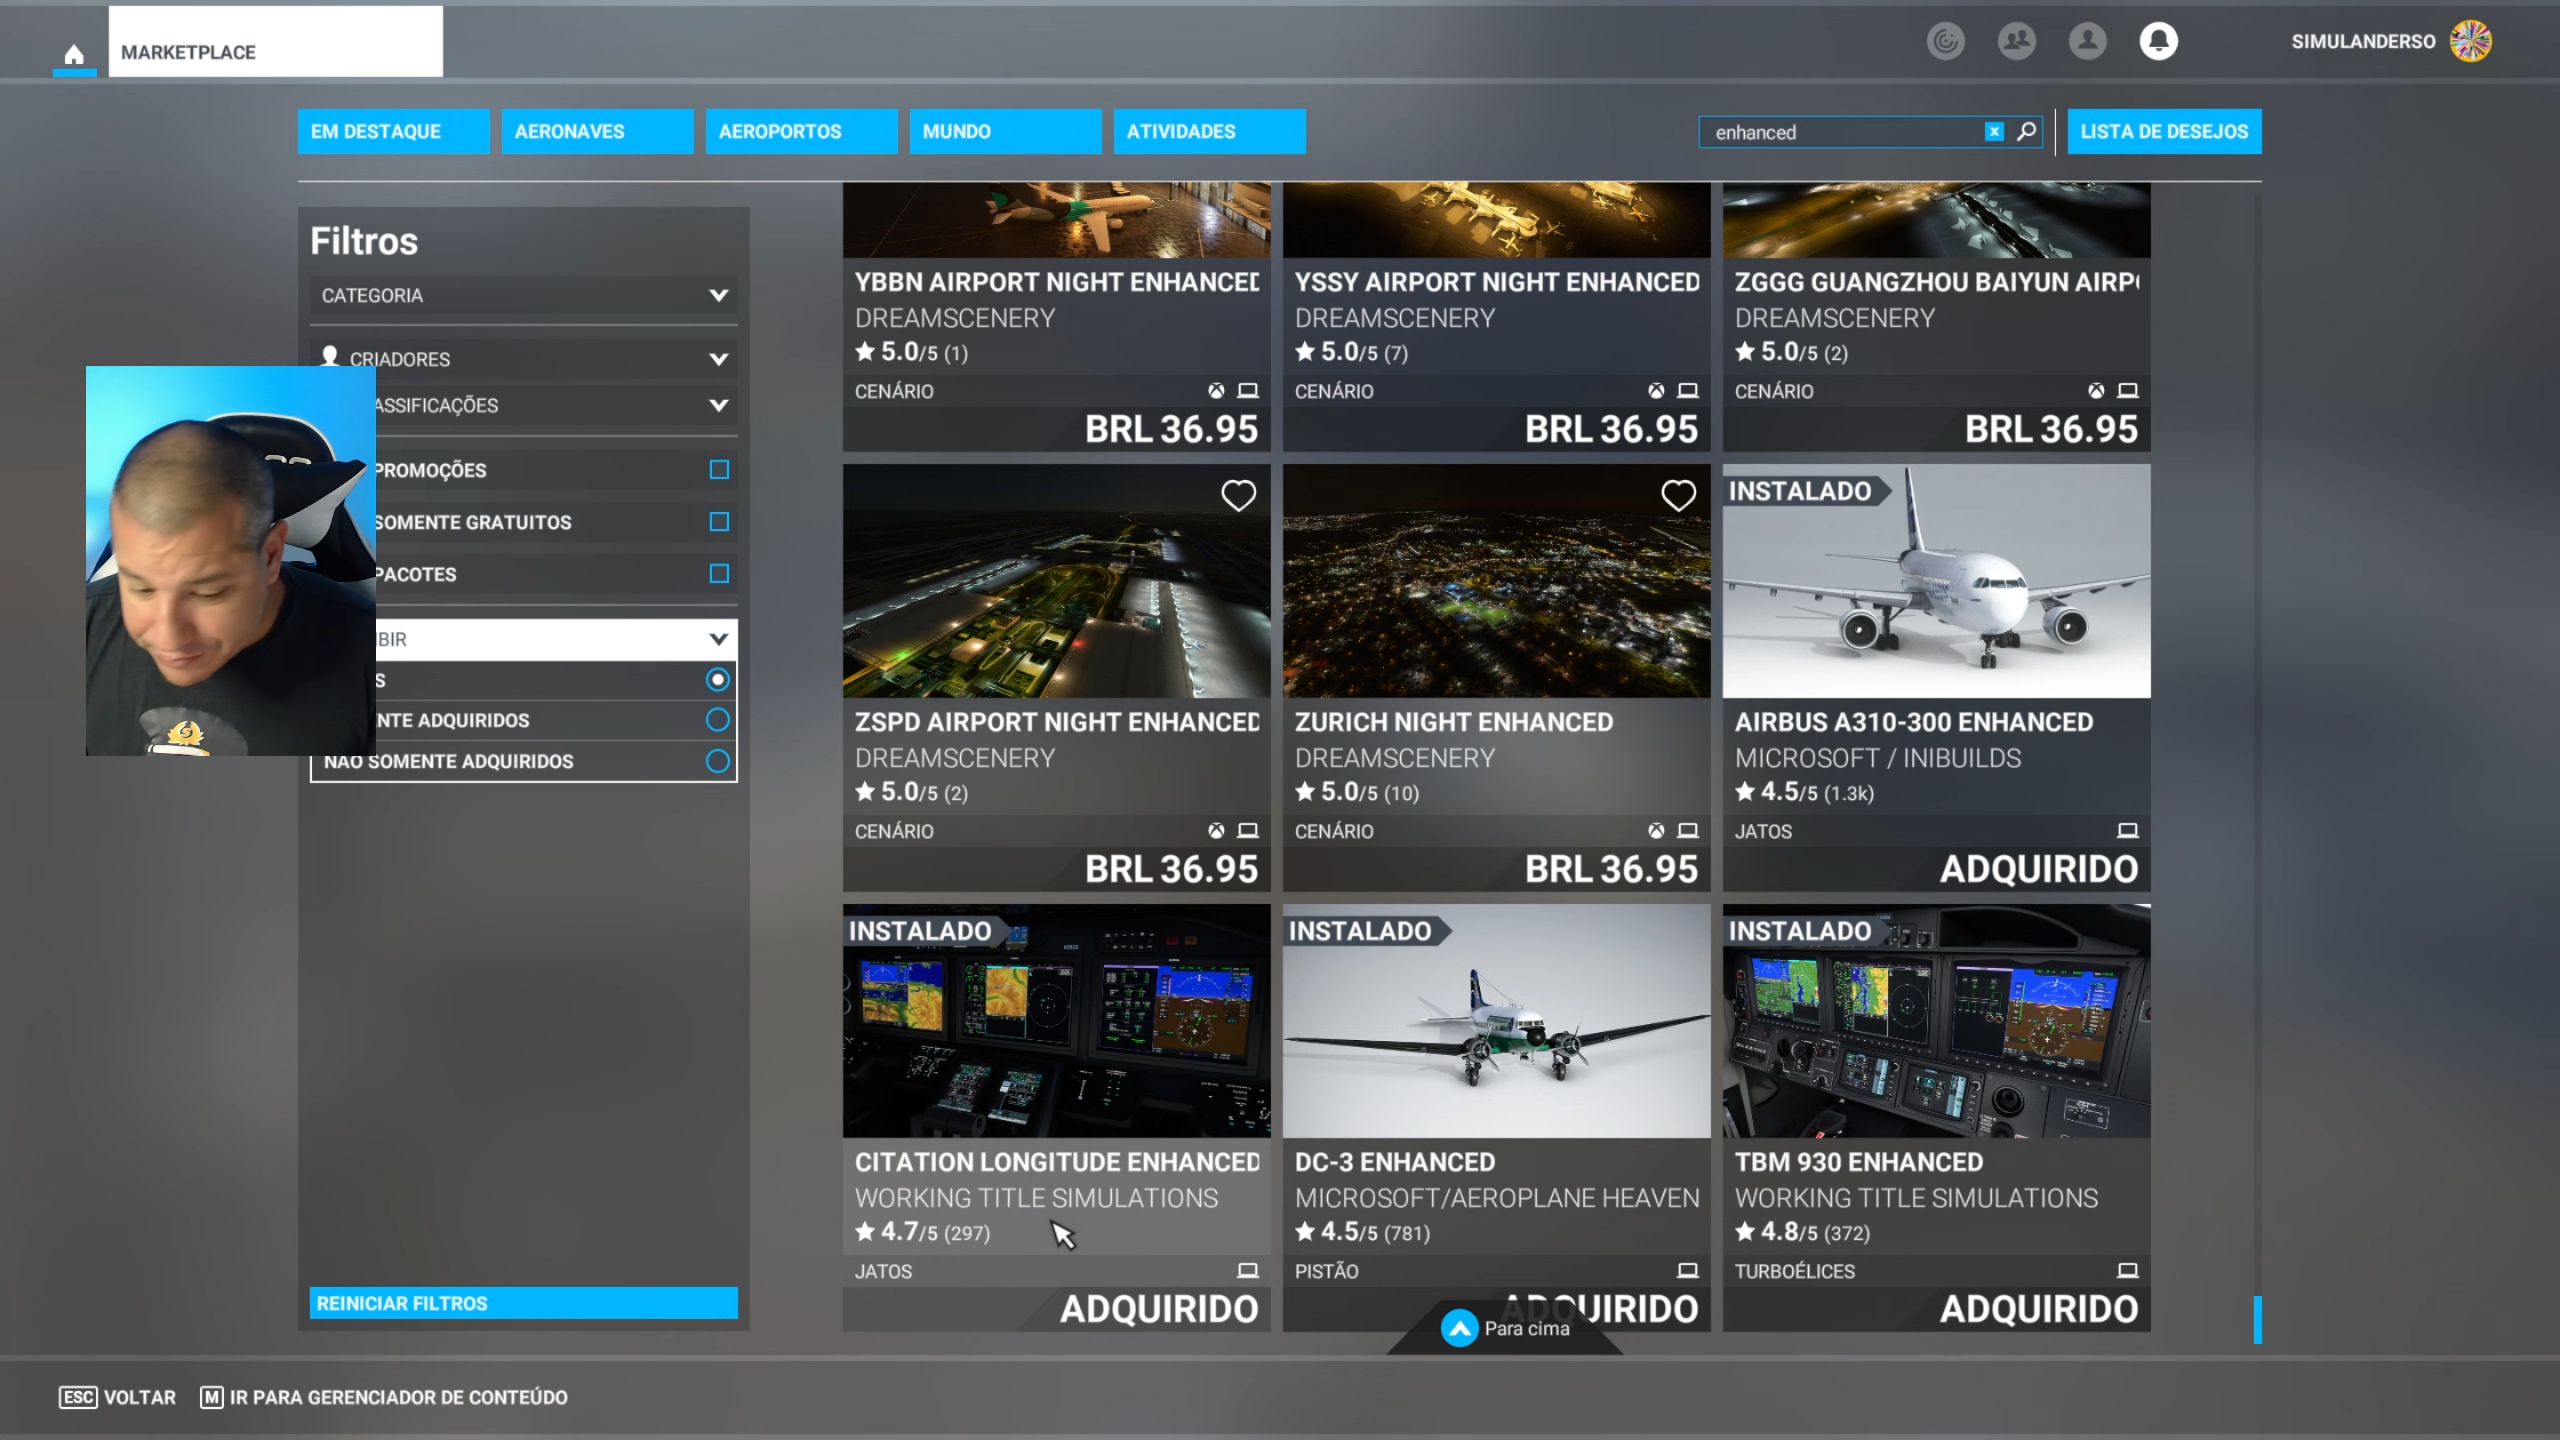 MARKETPLACE
SIMULANDERSO
EM DESTAQUE
AERONAVES
AEROPORTOS
MUNDO
ATIVIDADES
enhanced
LISTA DE DESEJOS
Filtros
CATEGORIA
CRIADORES
ASSIFICAÇÕES
PROMOÇÕES
SOMENTE GRATUITOS
PACOTES
IBIR
S
NTE ADQUIRIDOS
NÃO SOMENTE ADQUIRIDOS
REINICIAR FILTROS
YBBN AIRPORT NIGHT ENHANCED
DREAMSCENERY
5.0/5 (1)
CENÁRIO
BRL 36.95
YSSY AIRPORT NIGHT ENHANCED
DREAMSCENERY
5.0/5 (7)
CENÁRIO
BRL 36.95
ZGGG GUANGZHOU BAIYUN AIRP
DREAMSCENERY
5.0/5 (2)
CENÁRIO
BRL 36.95
ZSPD AIRPORT NIGHT ENHANCED
DREAMSCENERY
5.0/5 (2)
CENÁRIO
BRL 36.95
ZURICH NIGHT ENHANCED
DREAMSCENERY
5.0/5 (10)
CENÁRIO
BRL 36.95
INSTALADO
AIRBUS A310-300 ENHANCED
MICROSOFT / INIBUILDS
4.5/5 (1.3k)
JATOS
ADQUIRIDO
INSTALADO
CITATION LONGITUDE ENHANCED
WORKING TITLE SIMULATIONS
4.7/5 (297)
JATOS
ADQUIRIDO
INSTALADO
DC-3 ENHANCED
MICROSOFT/AEROPLANE HEAVEN
4.5/5 (781)
PISTÃO
ADQUIRIDO
INSTALADO
TBM 930 ENHANCED
WORKING TITLE SIMULATIONS
4.8/5 (372)
TURBOÉLICES
ADQUIRIDO
Para cima
ESC VOLTAR
M IR PARA GERENCIADOR DE CONTEÚDO